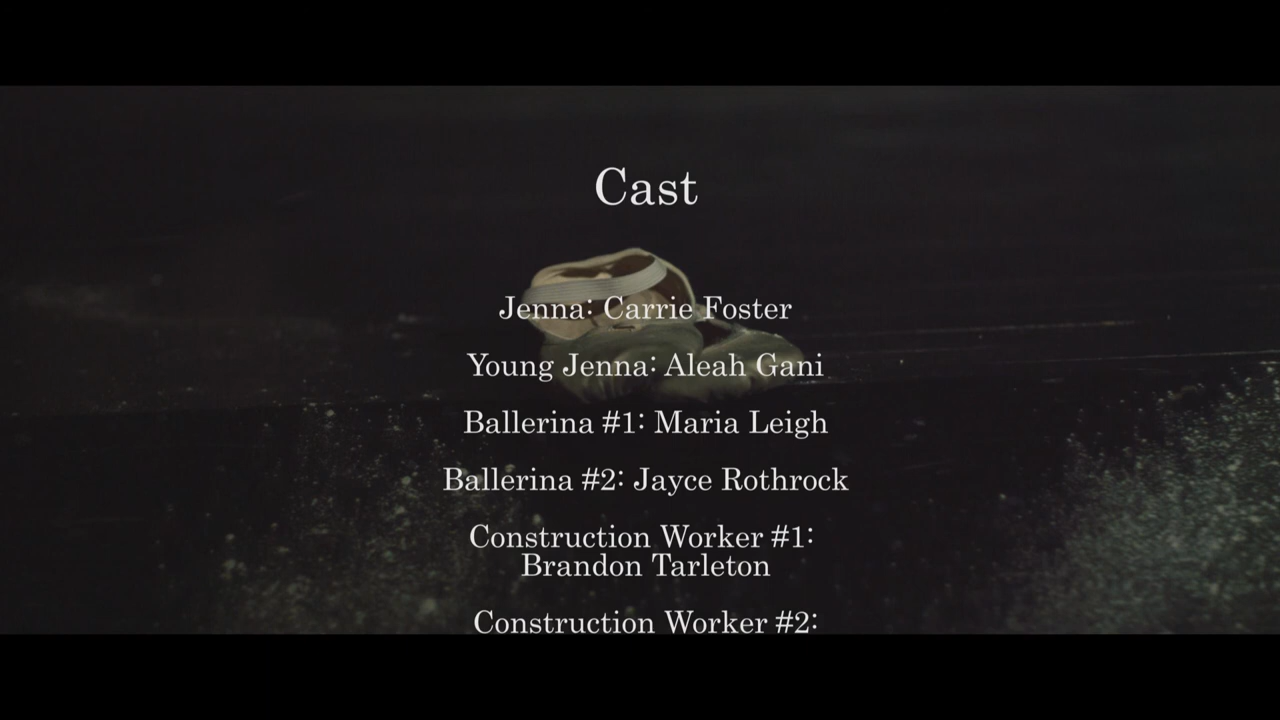 Cast
Jenna: Carrie Foster
Young Jenna: Aleah Gani
Ballerina #1: Maria Leigh
Ballerina #2: Jayce Rothrock
Construction Worker #1:
Brandon Tarleton
Construction Worker #2: